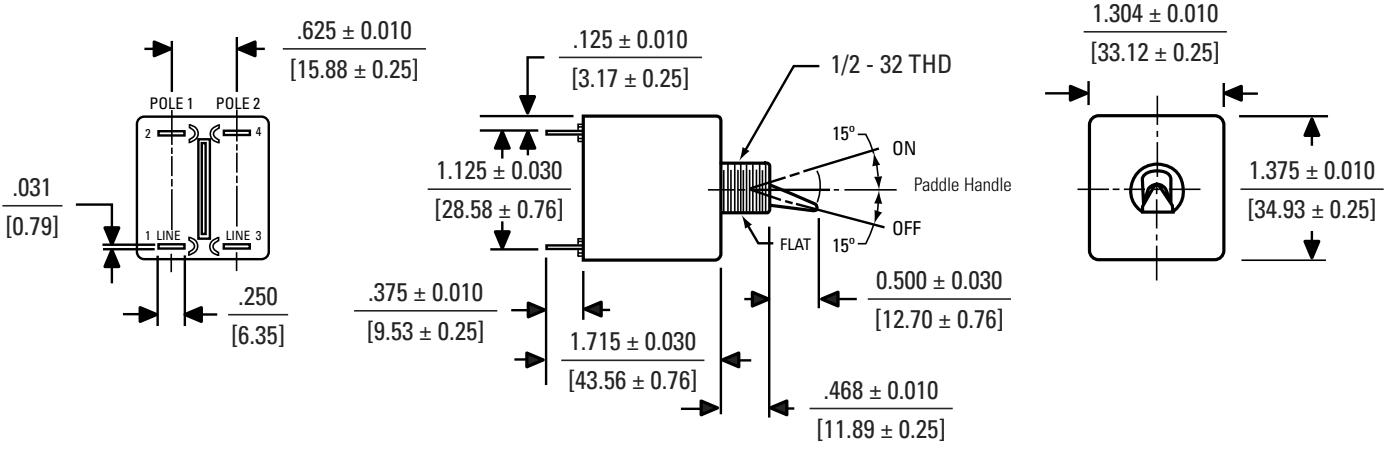 .625 ± 0.010
[15.88 ± 0.25]
POLE 1 POLE 2
2 4
.031
[0.79]
1 LINE LINE 3
.250
[6.35]
.125 ± 0.010
[3.17 ± 0.25]
1/2 - 32 THD
15º
ON
1.125 ± 0.030
[28.58 ± 0.76]
Paddle Handle
OFF
FLAT
15º
.375 ± 0.010
[9.53 ± 0.25]
0.500 ± 0.030
[12.70 ± 0.76]
1.715 ± 0.030
[43.56 ± 0.76]
.468 ± 0.010
[11.89 ± 0.25]
1.304 ± 0.010
[33.12 ± 0.25]
1.375 ± 0.010
[34.93 ± 0.25]